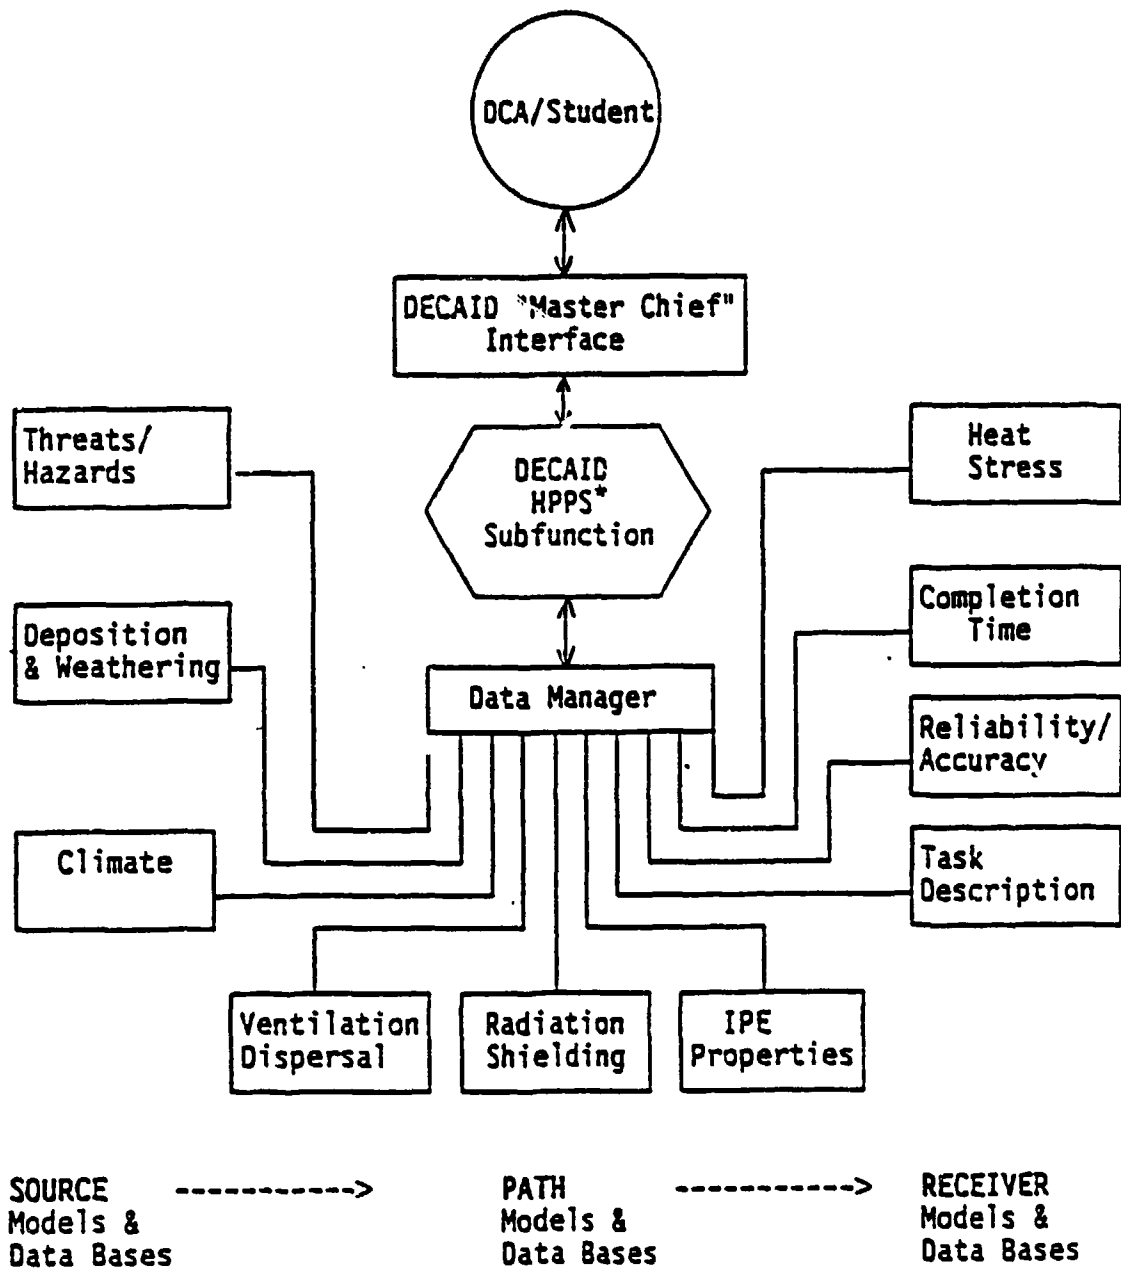 DCA/Student
DECAID "Master Chief"
Interface
DECAID
HPPS*
Subfunction
Data Manager
Threats/
Hazards
Deposition
& Weathering
Climate
Ventilation
Dispersal
Radiation
Shielding
IPE
Properties
Heat
Stress
Completion
Time
Reliability/
Accuracy
Task
Description
SOURCE ------------>
Models &
Data Bases
PATH ------------>
Models &
Data Bases
RECEIVER
Models &
Data Bases